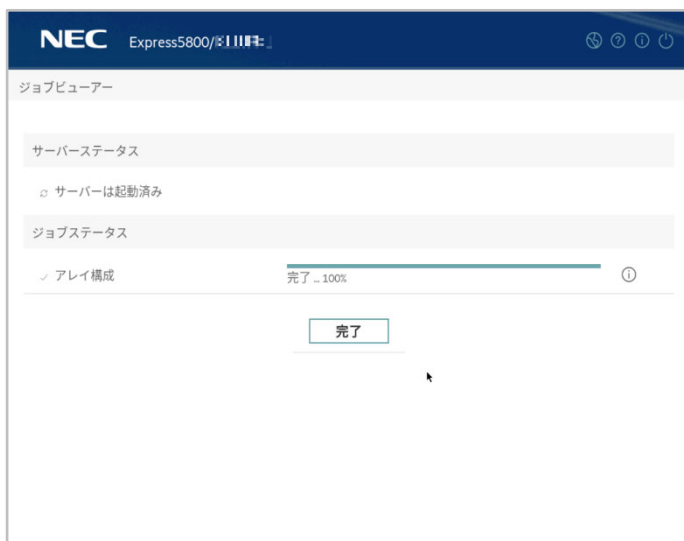 NEC Express5800/
ジョブビューアー
サーバーステータス
サーバーは起動済み
ジョブステータス
アレイ構成
完了 ... 100%
完了